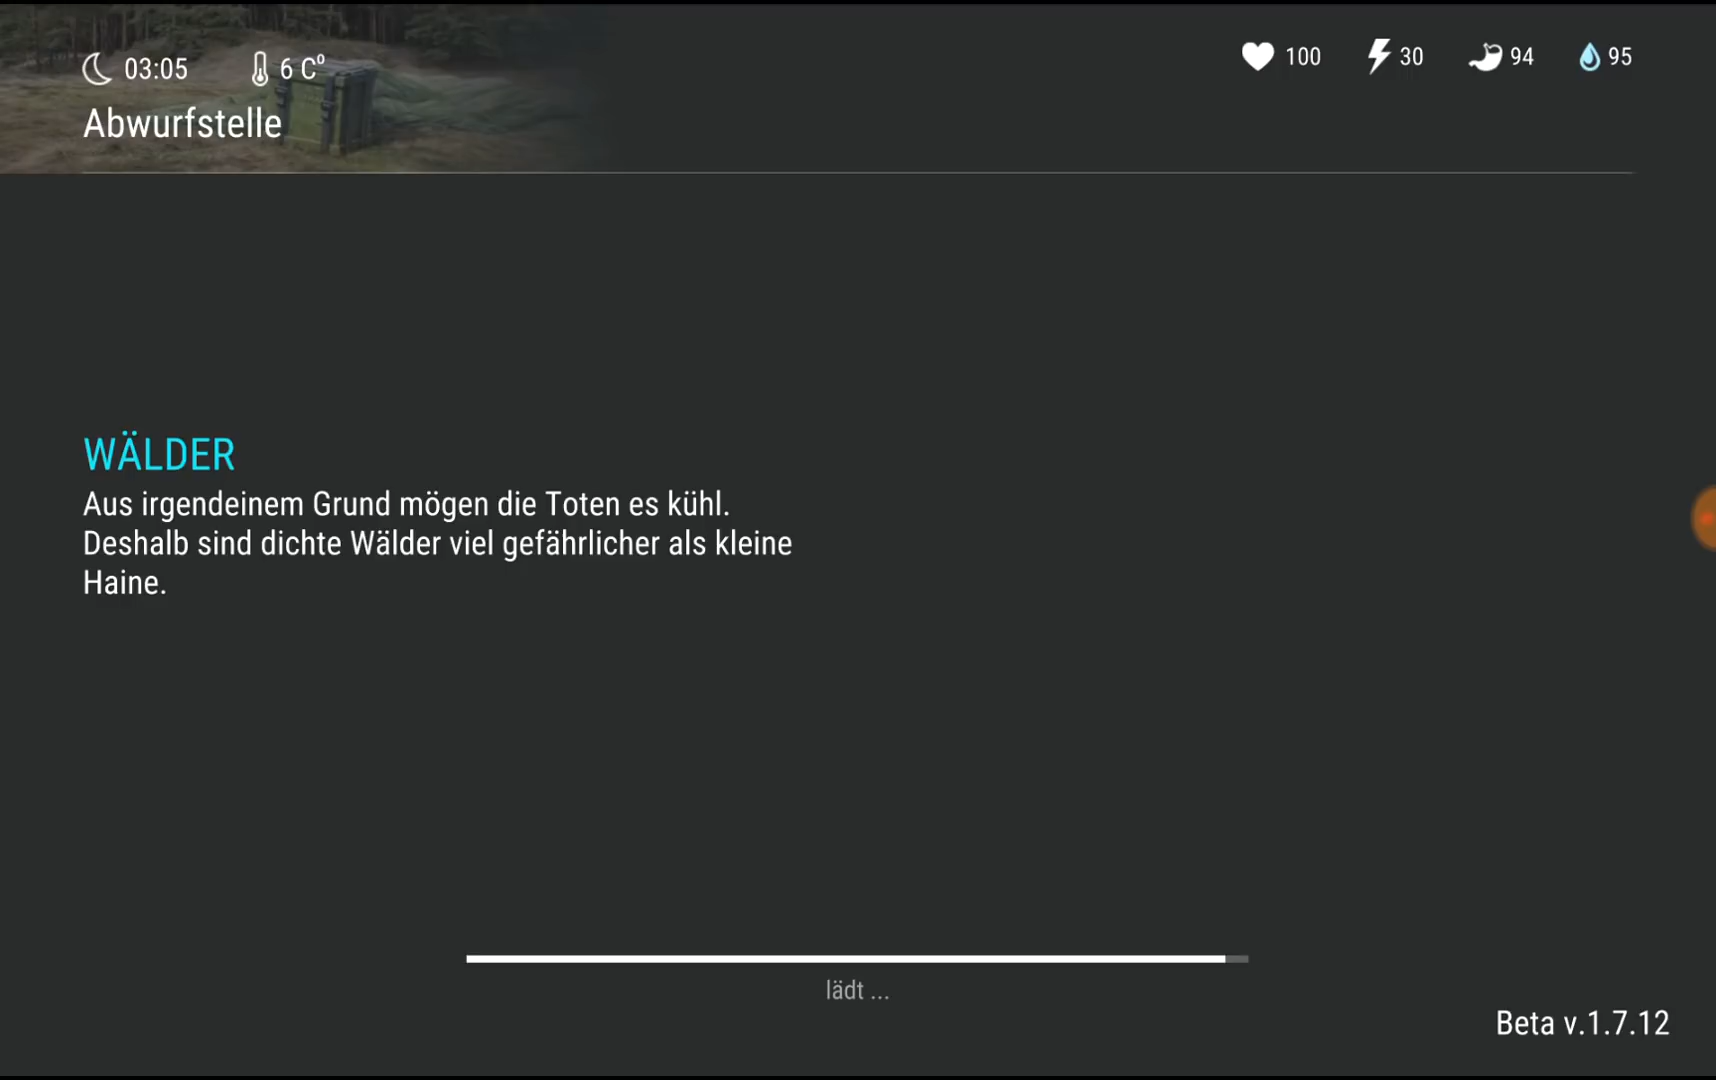 03:05 6 C° 100 30 94 95
Abwurfstelle
WÄLDER
Aus irgendeinem Grund mögen die Toten es kühl.
Deshalb sind dichte Wälder viel gefährlicher als kleine
Haine.
lädt ...
Beta v.1.7.12